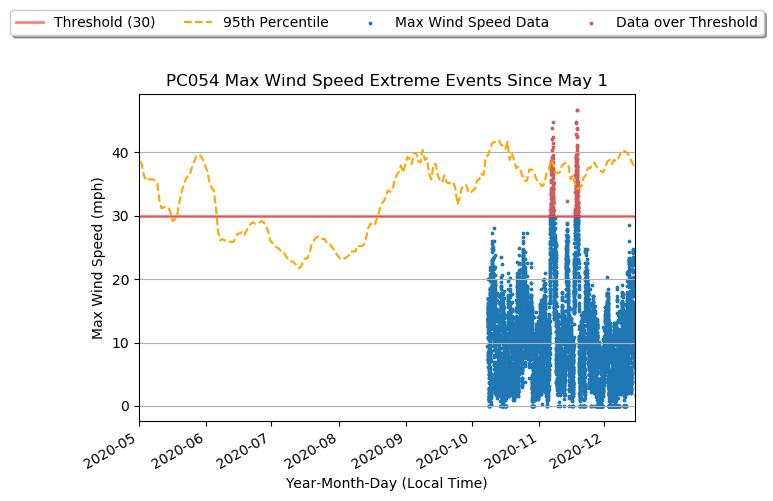 Threshold (30) 95th Percentile Max Wind Speed Data Data over Threshold
PC054 Max Wind Speed Extreme Events Since May 1
Max Wind Speed (mph)
40
30
20
10
0
2020-05 2020-06 2020-07 2020-08 2020-09 2020-10 2020-11 2020-12
Year-Month-Day (Local Time)